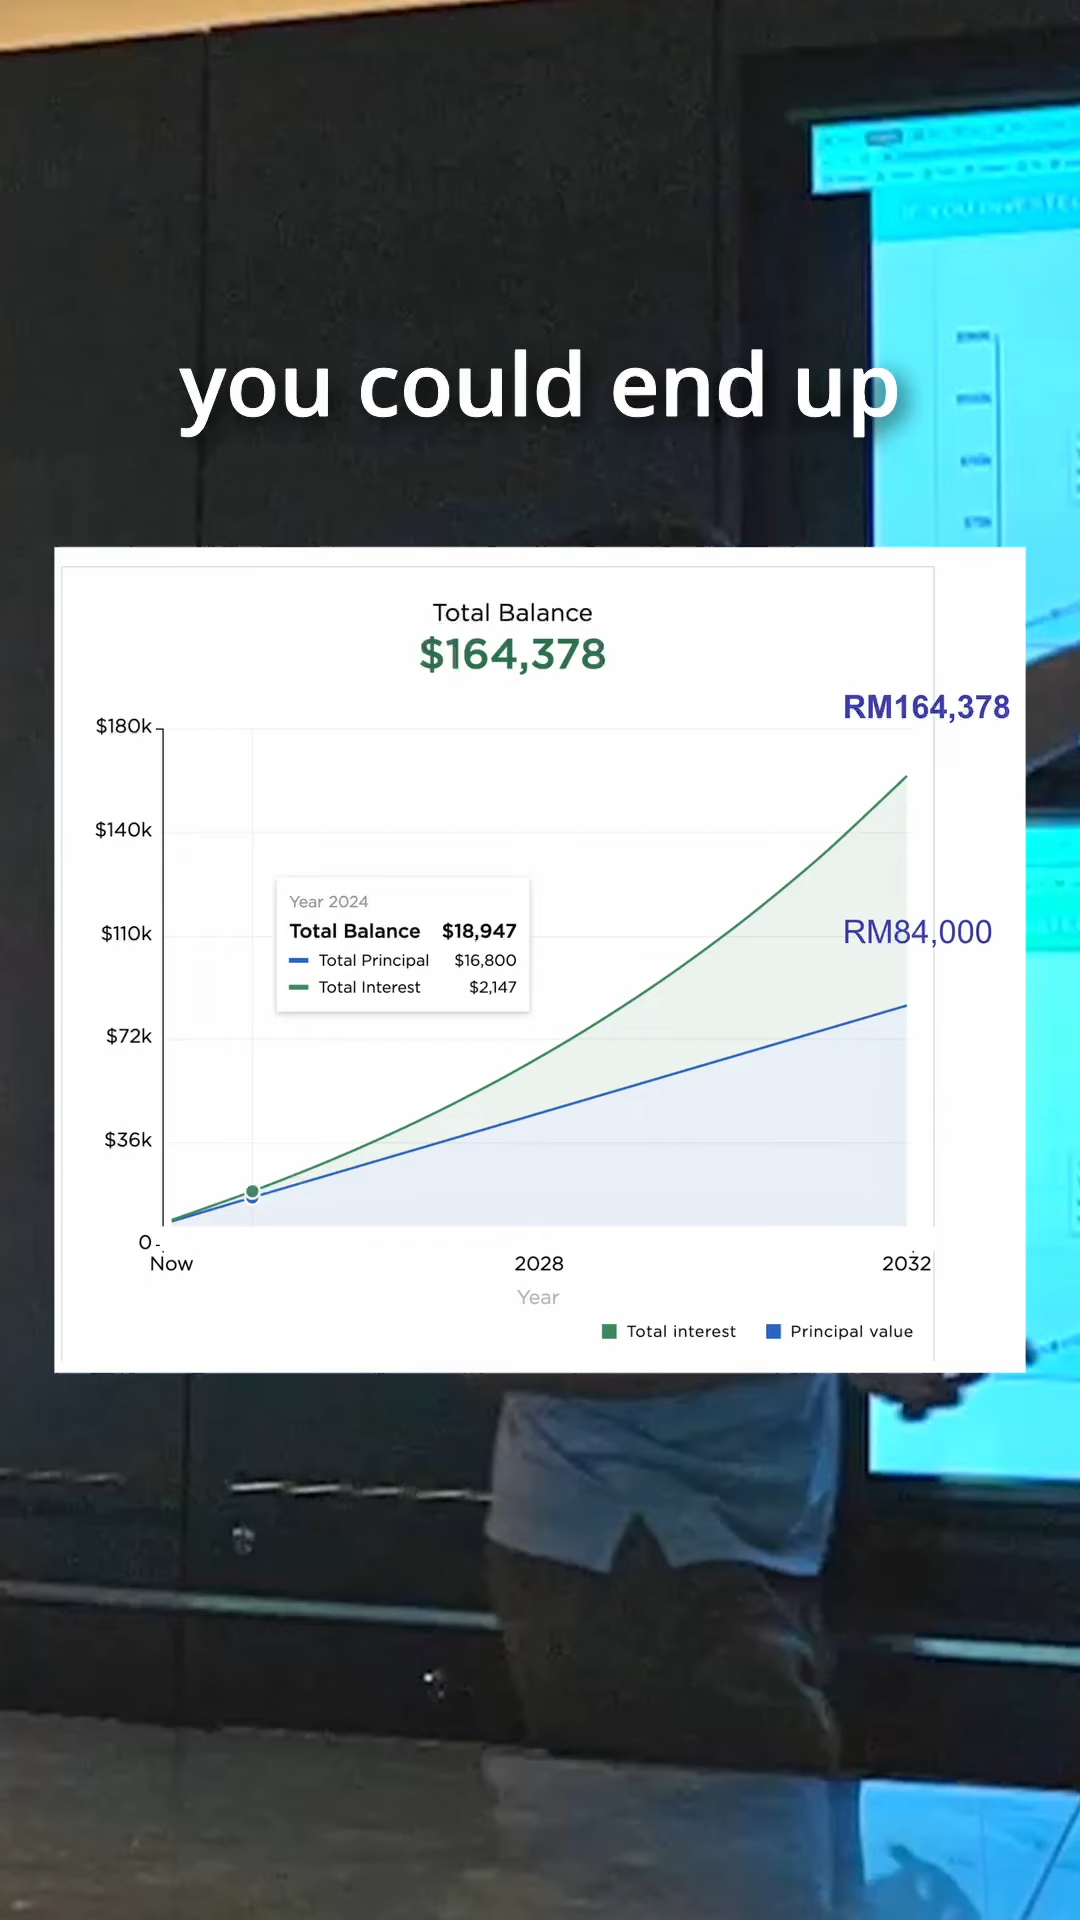 you could end up
Total Balance
$164,378
RM164,378
$180k
$140k
Year 2024
Total Balance $18,947
Total Principal $16,800
Total Interest $2,147
$110k
RM84,000
$72k
$36k
0
Now 2028 2032
Year
Total interest Principal value